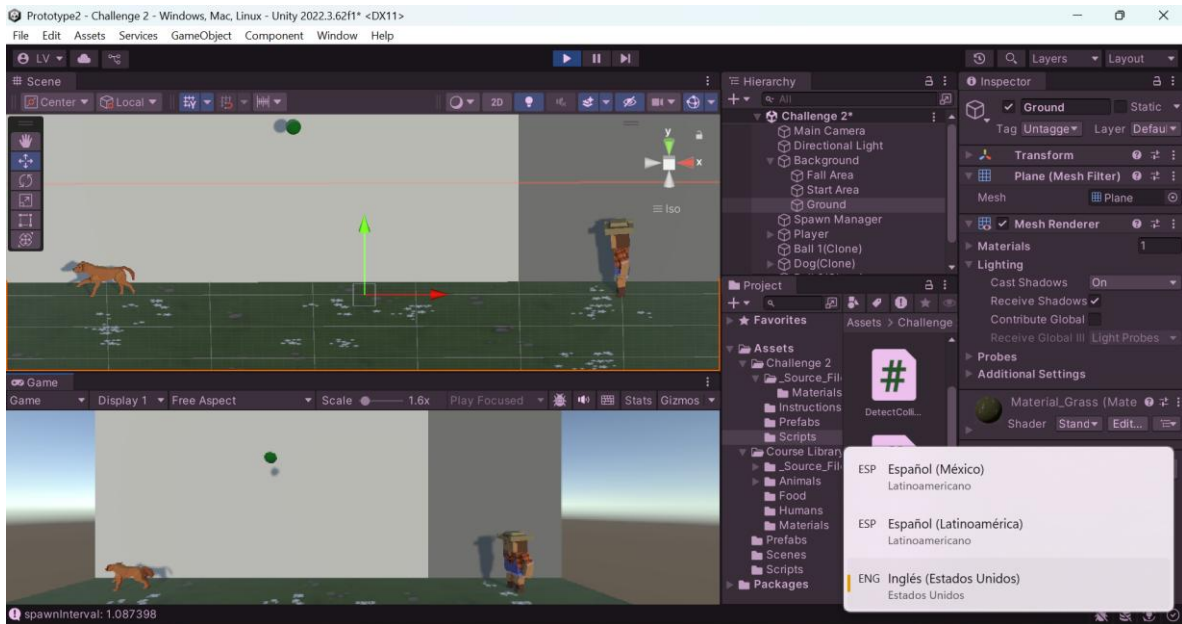 Prototype2 - Challenge 2 - Windows, Mac, Linux - Unity 2022.3.62f1* <DX11>
File Edit Assets Services GameObject Component Window Help
LV Layers Layout
Scene
Center Local 2D
y
x
Iso
Game
Game Display 1 Free Aspect Scale 1.6x Play Focused Stats Gizmos
Hierarchy
All
Challenge 2*
Main Camera
Directional Light
Background
Fall Area
Start Area
Ground
Spawn Manager
Player
Ball 1(Clone)
Dog(Clone)
Project
Favorites
Assets
Challenge 2
_Source_Fil
Materials
Instructions
Prefabs
Scripts
Course Library
_Source_Fil
Animals
Food
Humans
Materials
Prefabs
Scenes
Scripts
Packages
Assets > Challenge
#
DetectColli...
Inspector
Ground Static
Tag Untagge Layer Defaul
Transform
Plane (Mesh Filter)
Mesh Plane
Mesh Renderer
Materials 1
Lighting
Cast Shadows On
Receive Shadows
Contribute Global
Receive Global Ill Light Probes
Probes
Additional Settings
Material_Grass (Mate
Shader Stand Edit...
ESP Español (México)
Latinoamericano
ESP Español (Latinoamérica)
Latinoamericano
ENG Inglés (Estados Unidos)
Estados Unidos
spawnInterval: 1.087398